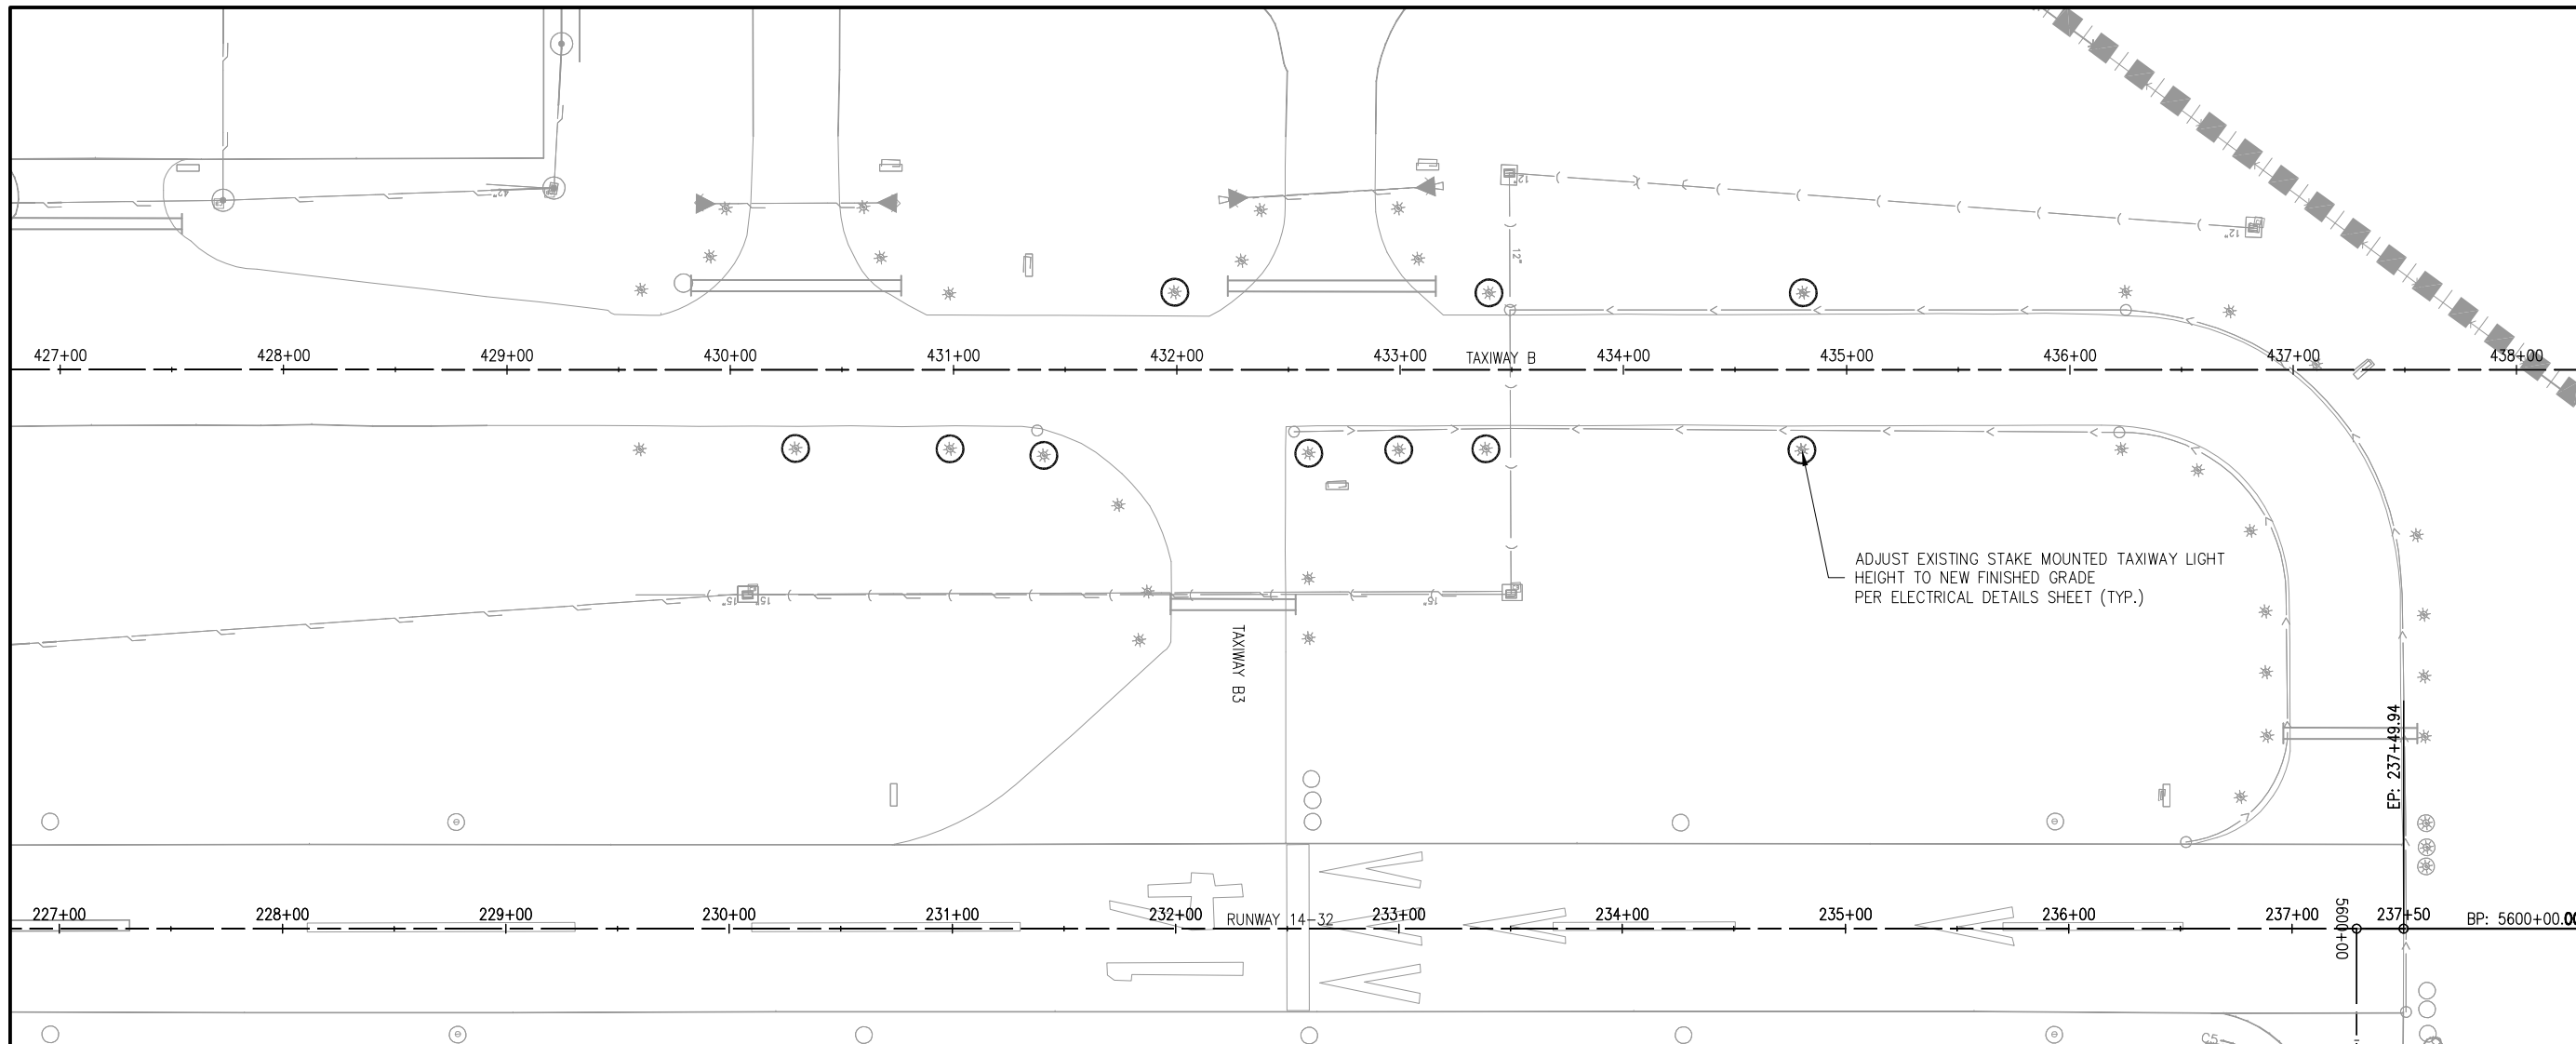 42"
12"
12"
12"
427+00 428+00 429+00 430+00 431+00 432+00 433+00 TAXIWAY B 434+00 435+00 436+00 437+00 438+00
ADJUST EXISTING STAKE MOUNTED TAXIWAY LIGHT
HEIGHT TO NEW FINISHED GRADE
PER ELECTRICAL DETAILS SHEET (TYP.)
15" 15"
TAXIWAY B3
EP: 237+49.94
14
227+00 228+00 229+00 230+00 231+00 232+00 RUNWAY 14-32 233+00 234+00 235+00 236+00 237+00 237+50 BP: 5600+00.00
5600+00
C5